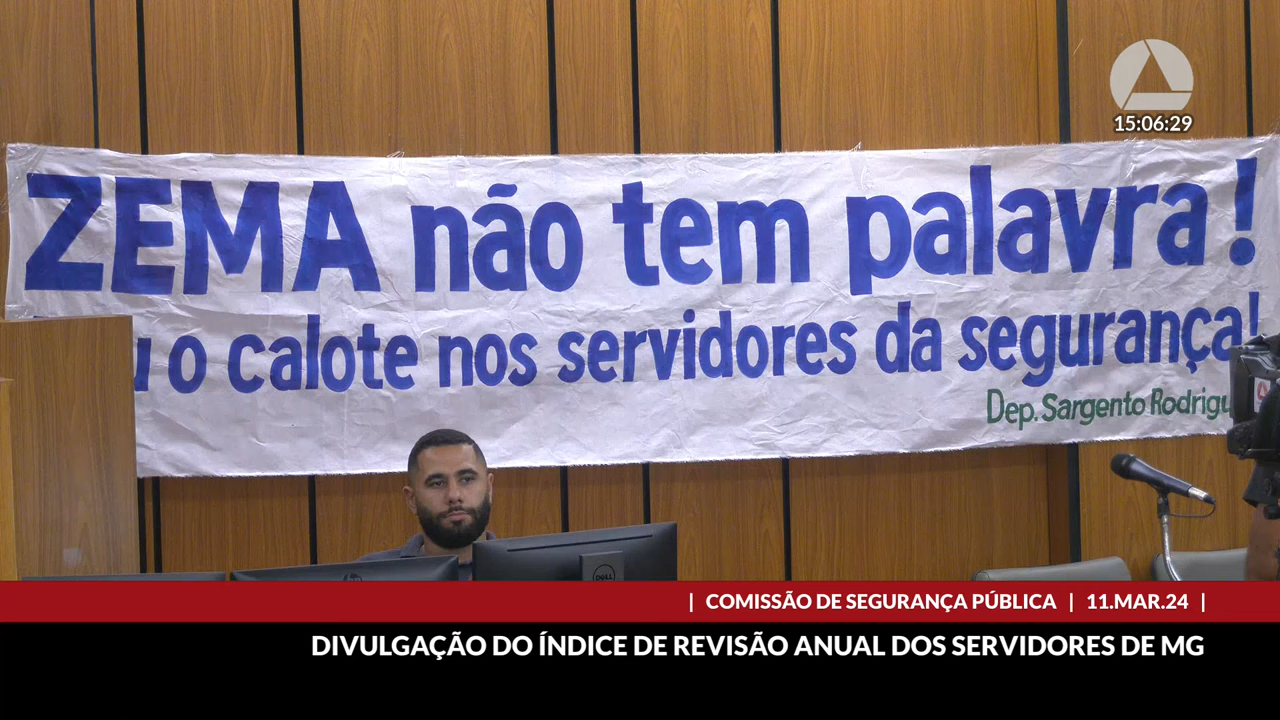 15:06:29
ZEMA não tem palavra!
o calote nos servidores da segurança!
Dep. Sargento
DELL
| COMISSÃO DE SEGURANÇA PÚBLICA | 11.MAR.24 |
DIVULGAÇÃO DO ÍNDICE DE REVISÃO ANUAL DOS SERVIDORES DE MG